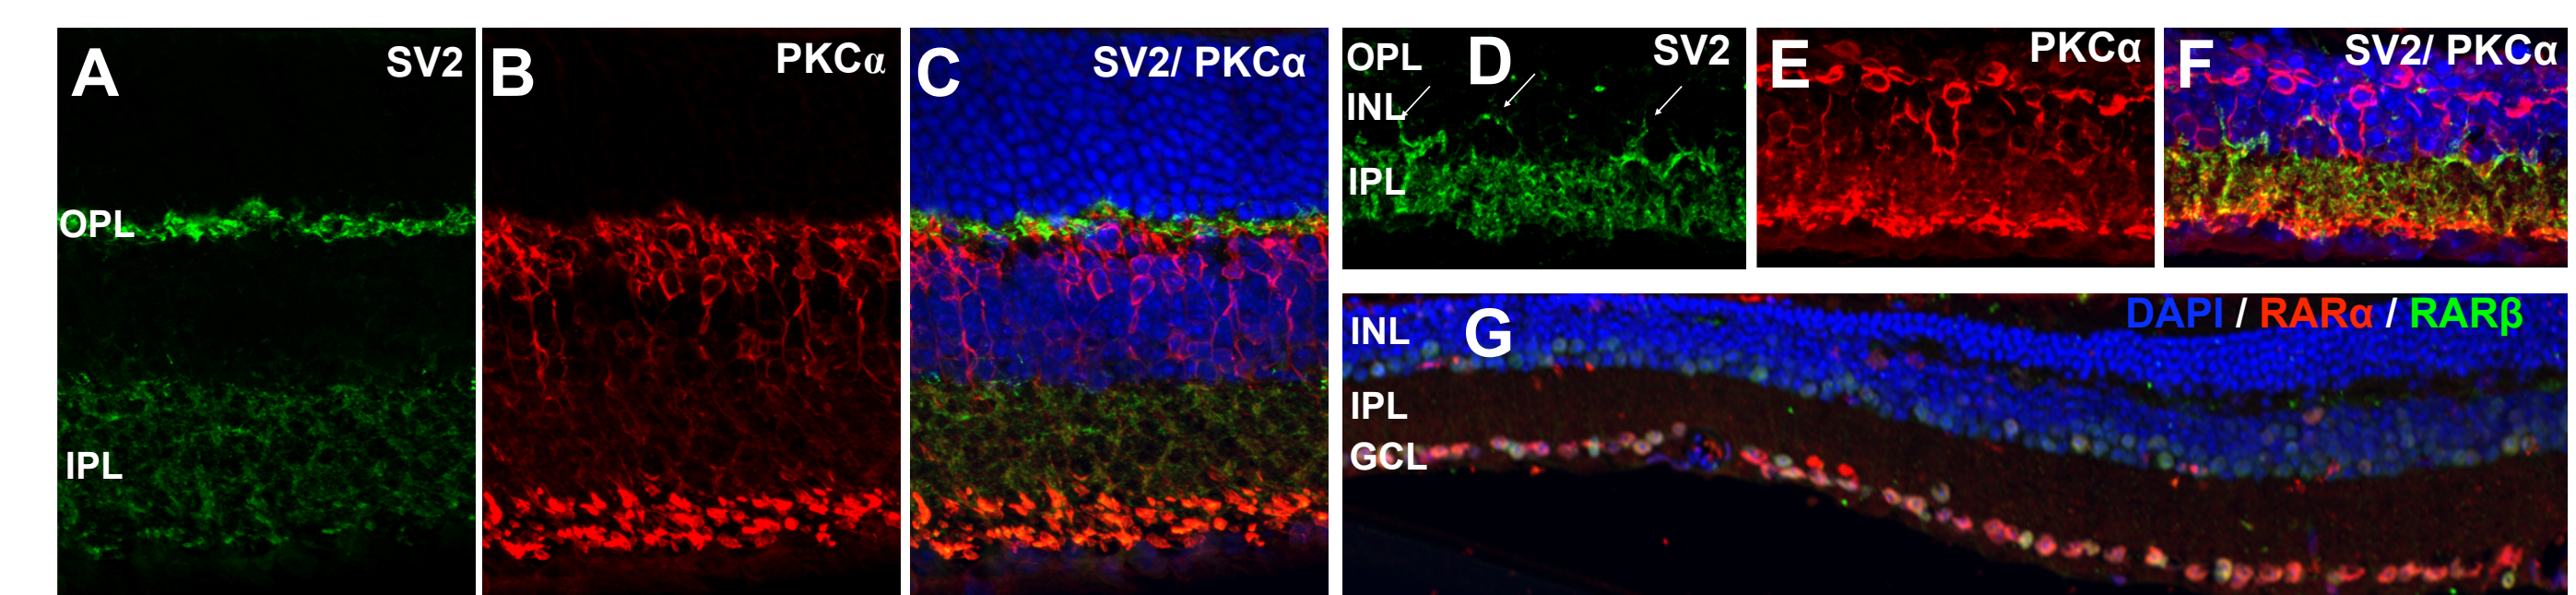 A
SV2
OPL
IPL
B
PKCα
C
SV2/ PKCα
OPL
D
SV2
INL
IPL
E
PKCα
F
SV2/ PKCα
DAPI / RARα / RARβ
INL
G
IPL
GCL